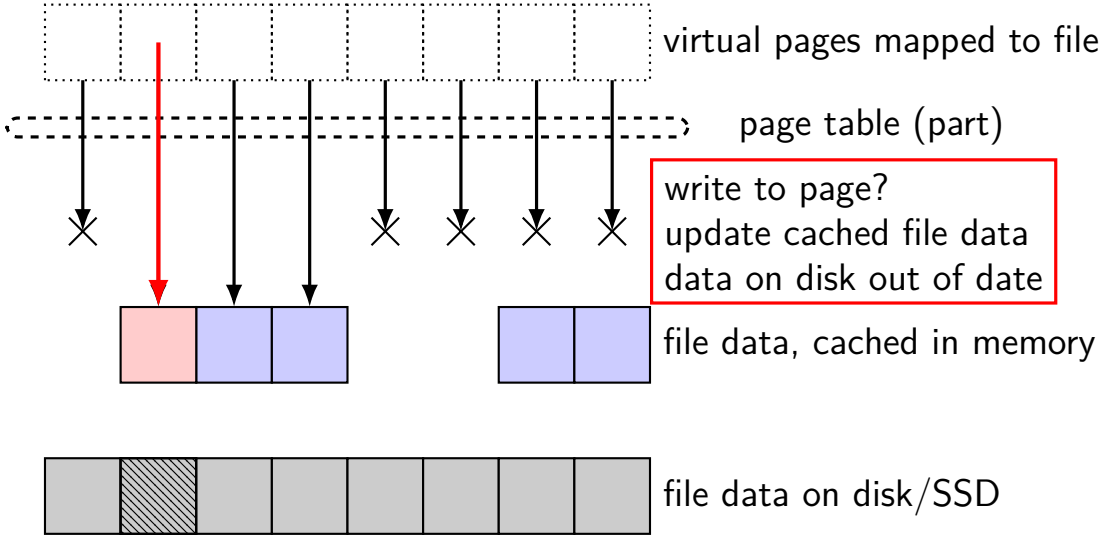 virtual pages mapped to file
page table (part)
write to page?
update cached file data
data on disk out of date
file data, cached in memory
file data on disk/SSD